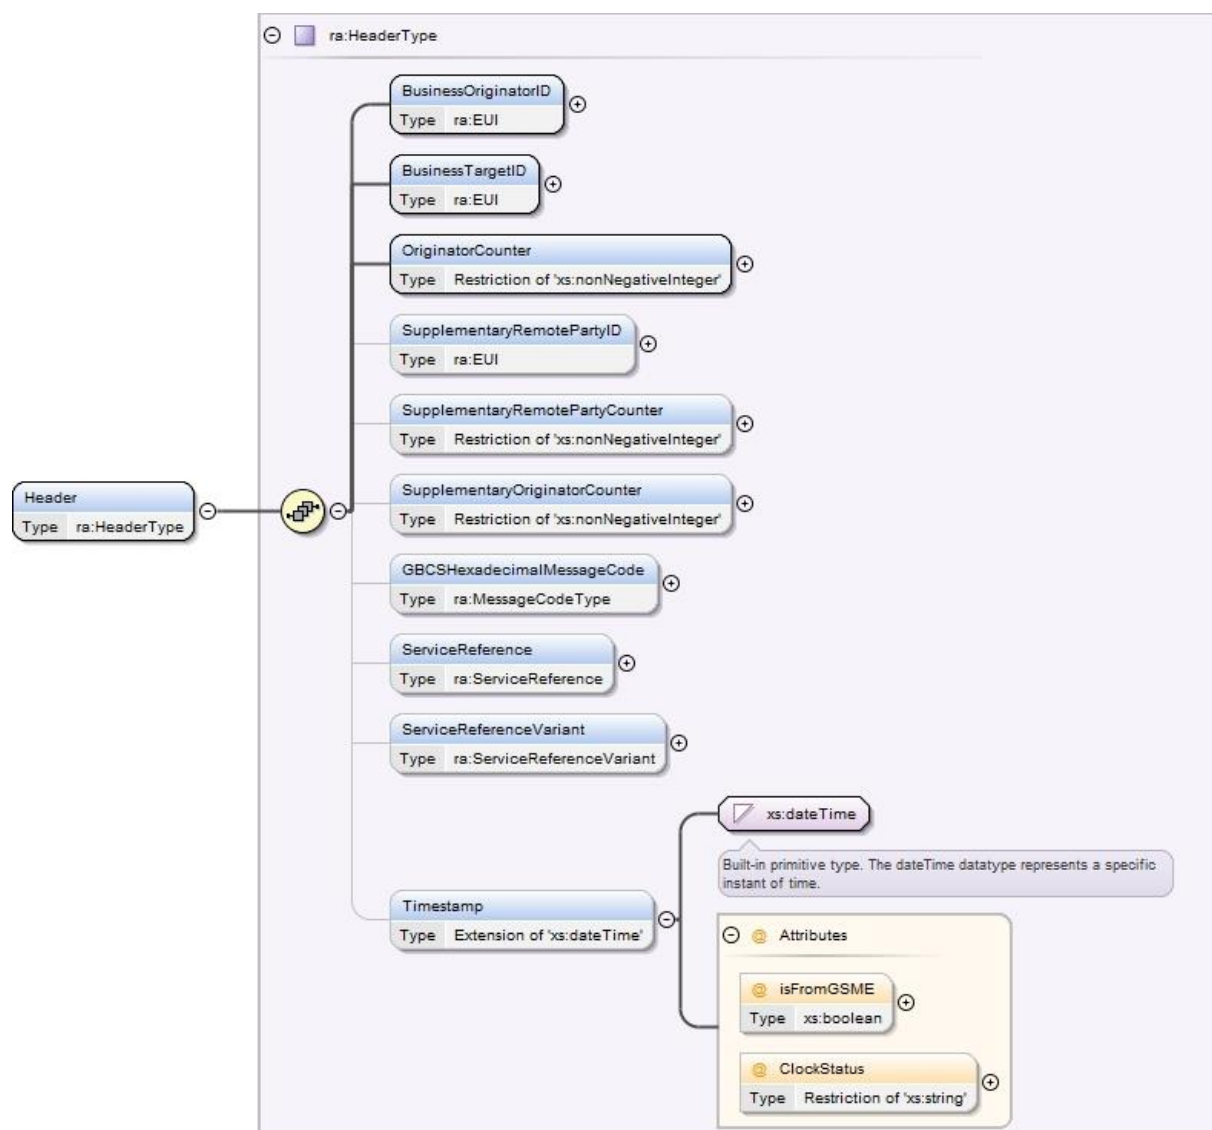 ra:HeaderType
BusinessOriginatorID
Type ra:EUI
BusinessTargetID
Type ra:EUI
OriginatorCounter
Type Restriction of 'xs:nonNegativeInteger'
SupplementaryRemotePartyID
Type ra:EUI
SupplementaryRemotePartyCounter
Type Restriction of 'xs:nonNegativeInteger'
Header
Type ra:HeaderType
SupplementaryOriginatorCounter
Type Restriction of 'xs:nonNegativeInteger'
GBCSHexadecimalMessageCode
Type ra:MessageCodeType
ServiceReference
Type ra:ServiceReference
ServiceReferenceVariant
Type ra:ServiceReferenceVariant
Timestamp
Type Extension of 'xs:dateTime'
xs:dateTime
Built-in primitive type. The dateTime datatype represents a specific
instant of time.
@ Attributes
@ isFromGSME
Type xs:boolean
@ ClockStatus
Type Restriction of 'xs:string'